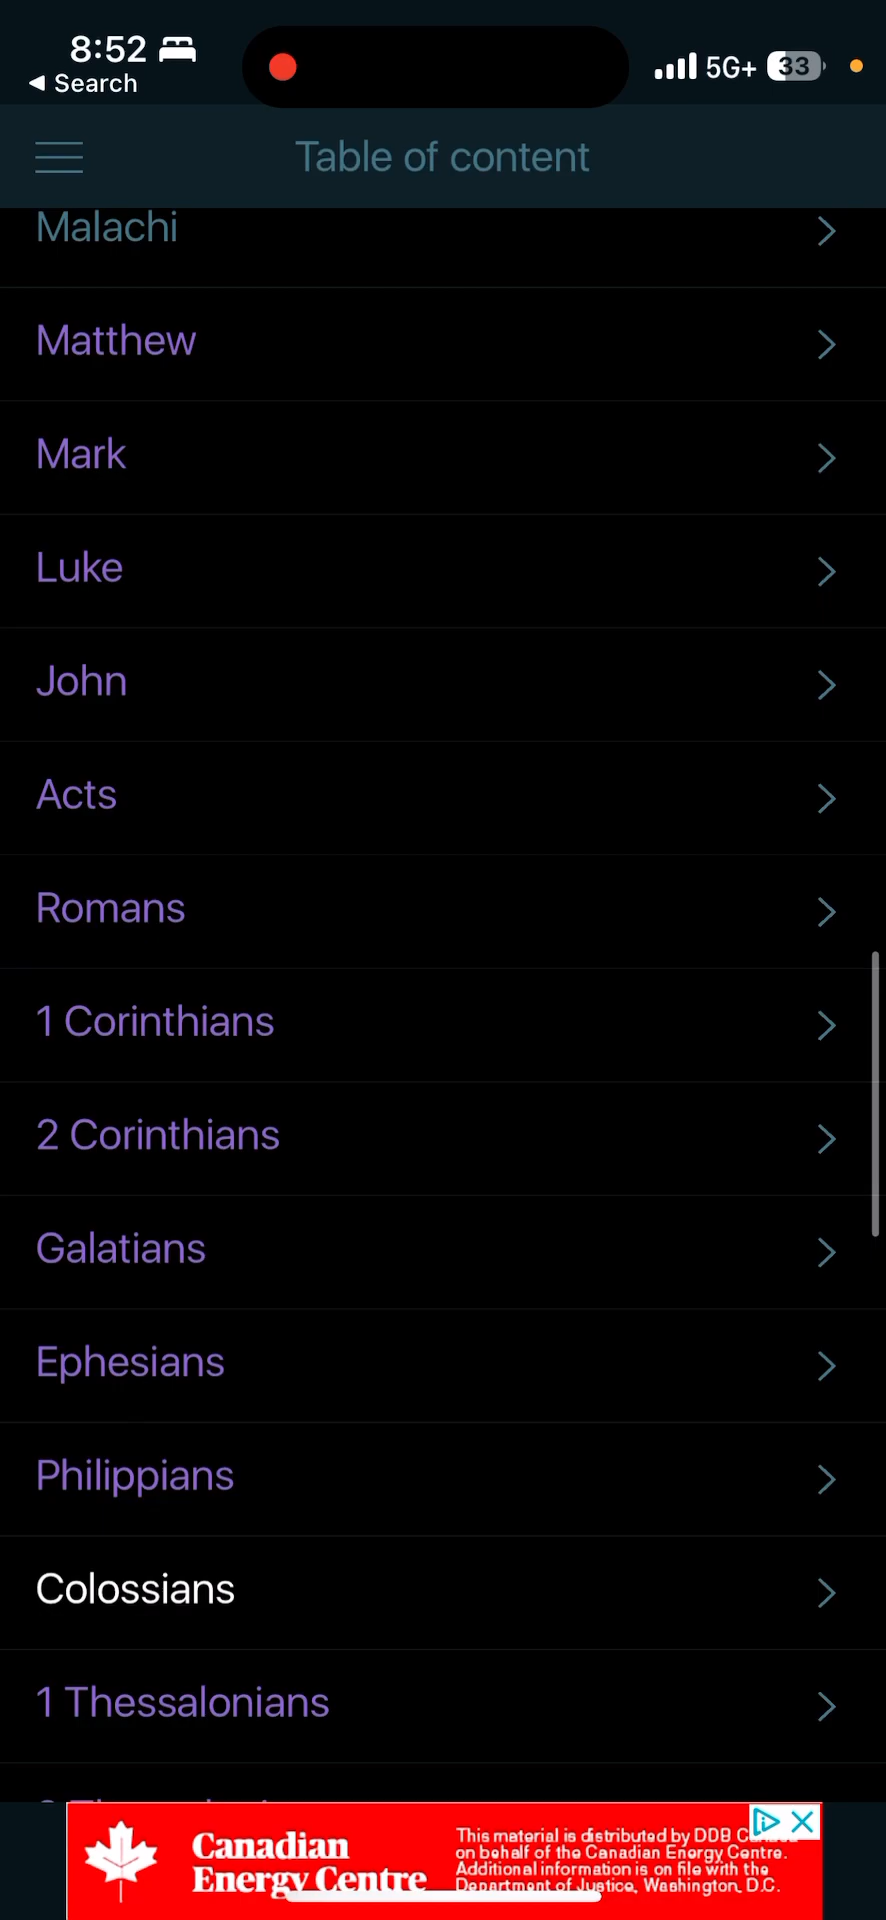 8:52
5G+ 33
◀ Search
Table of content
Malachi
Matthew
Mark
Luke
John
Acts
Romans
1 Corinthians
2 Corinthians
Galatians
Ephesians
Philippians
Colossians
1 Thessalonians
Canadian
Energy Centre
This material is distributed by DDB
on behalf of the Canadian Energy Centre.
Additional information is on file with the
Department of Justice, Washington, D.C.